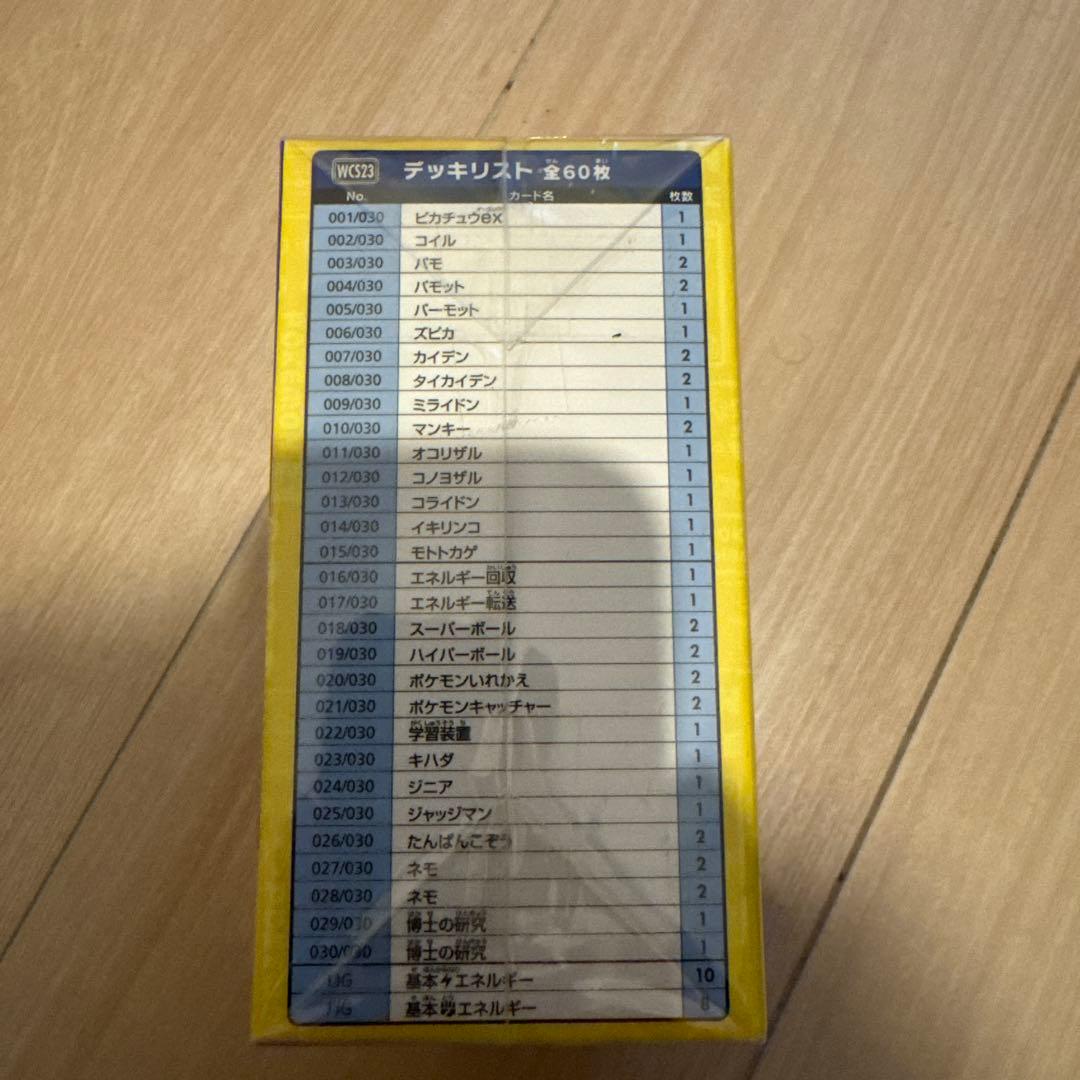 WCS23 デッキリスト 全60枚
No. カード名 枚数
001/030 ピカチュウex 1
002/030 コイル 1
003/030 パモ 2
004/030 パモット 2
005/030 パーモット 1
006/030 ズピカ 1
007/030 カイデン 2
008/030 タイカイデン 2
009/030 ミライドン 1
010/030 マンキー 2
011/030 オコリザル 1
012/030 コノヨザル 1
013/030 コライドン 1
014/030 イキリンコ 1
015/030 モトトカゲ 1
016/030 エネルギー回収 1
017/030 エネルギー転送 1
018/030 スーパーボール 2
019/030 ハイパーボール 2
020/030 ポケモンいれかえ 2
021/030 ポケモンキャッチャー 2
022/030 学習装置 1
023/030 キハダ 1
024/030 ジニア 1
025/030 ジャッジマン 1
026/030 たんぱんこぞう 2
027/030 ネモ 2
028/030 ネモ 2
029/030 博士の研究 1
030/030 博士の研究 1
基本エネルギー 10
基本闘エネルギー 8